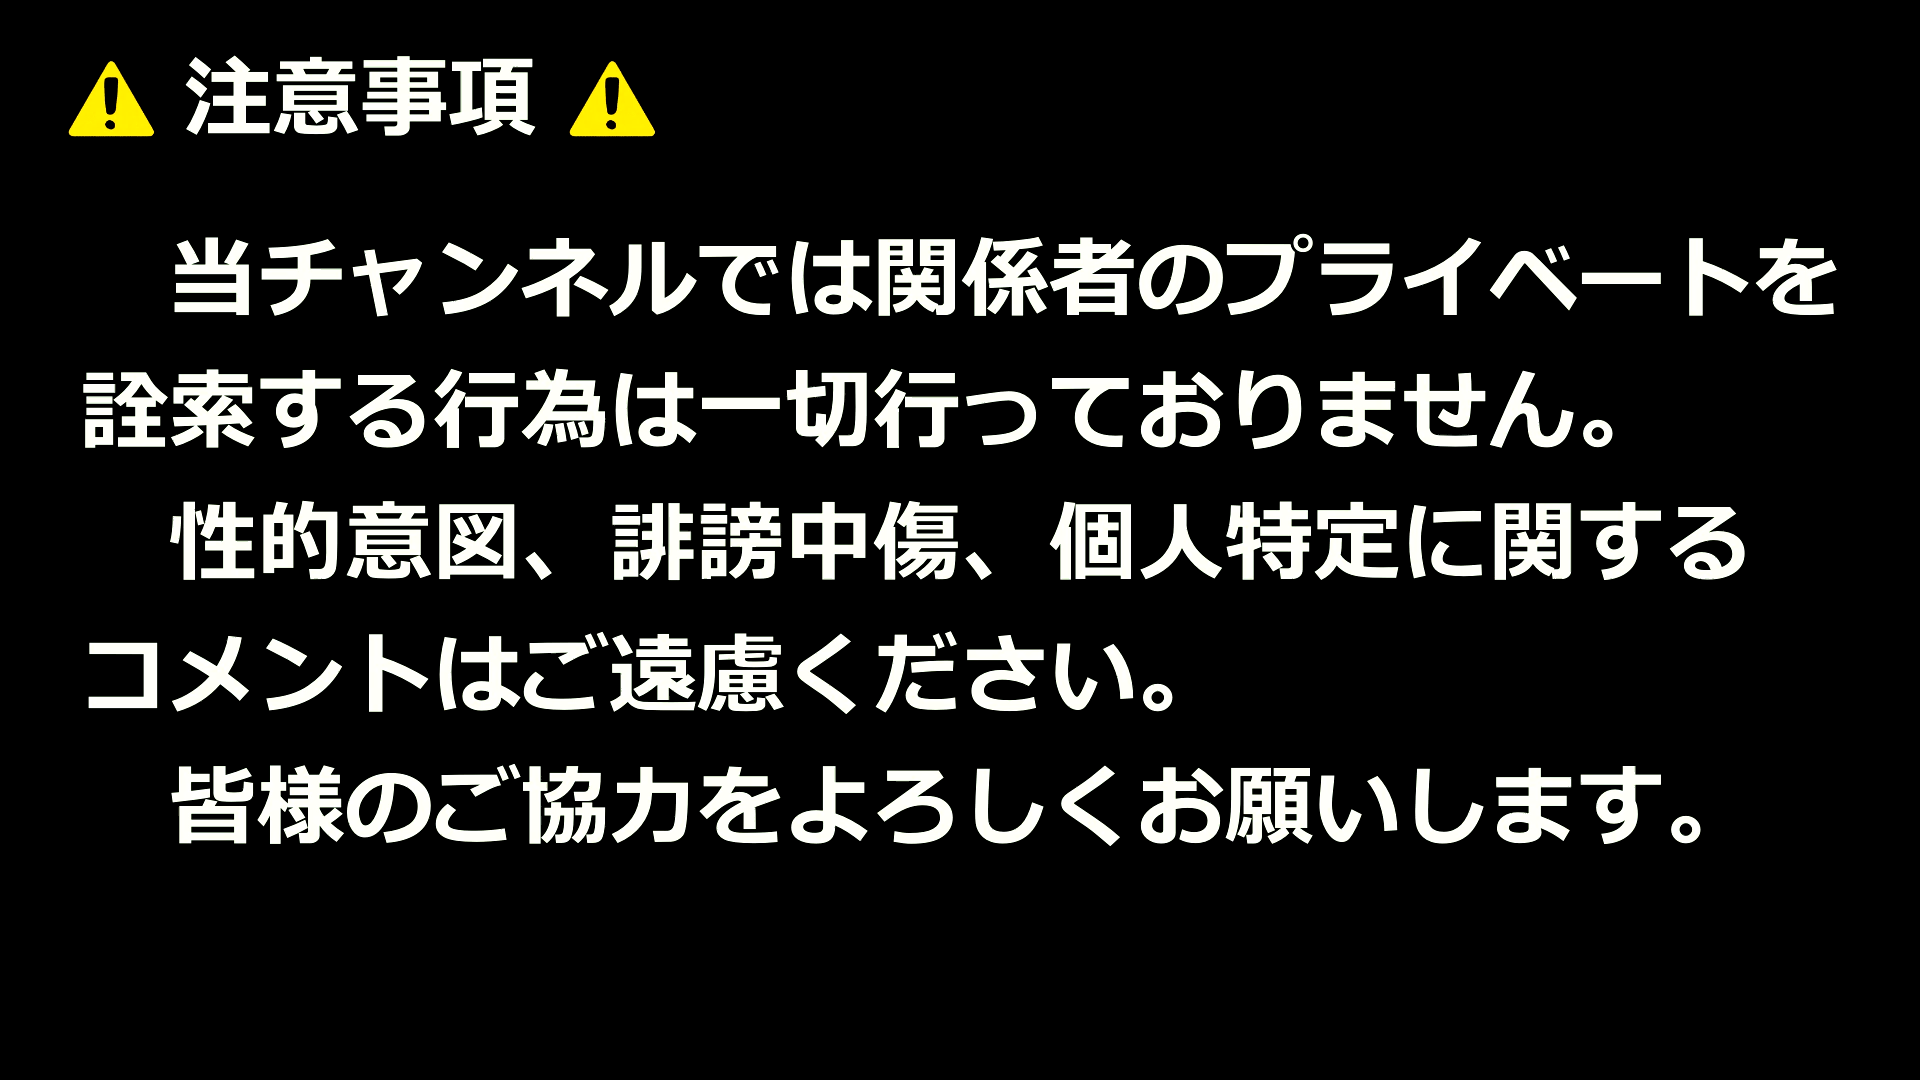 ⚠ 注意事項 ⚠
当チャンネルでは関係者のプライベートを
詮索する行為は一切行っておりません。
性的意図、誹謗中傷、個人特定に関する
コメントはご遠慮ください。
皆様のご協力をよろしくお願いします。